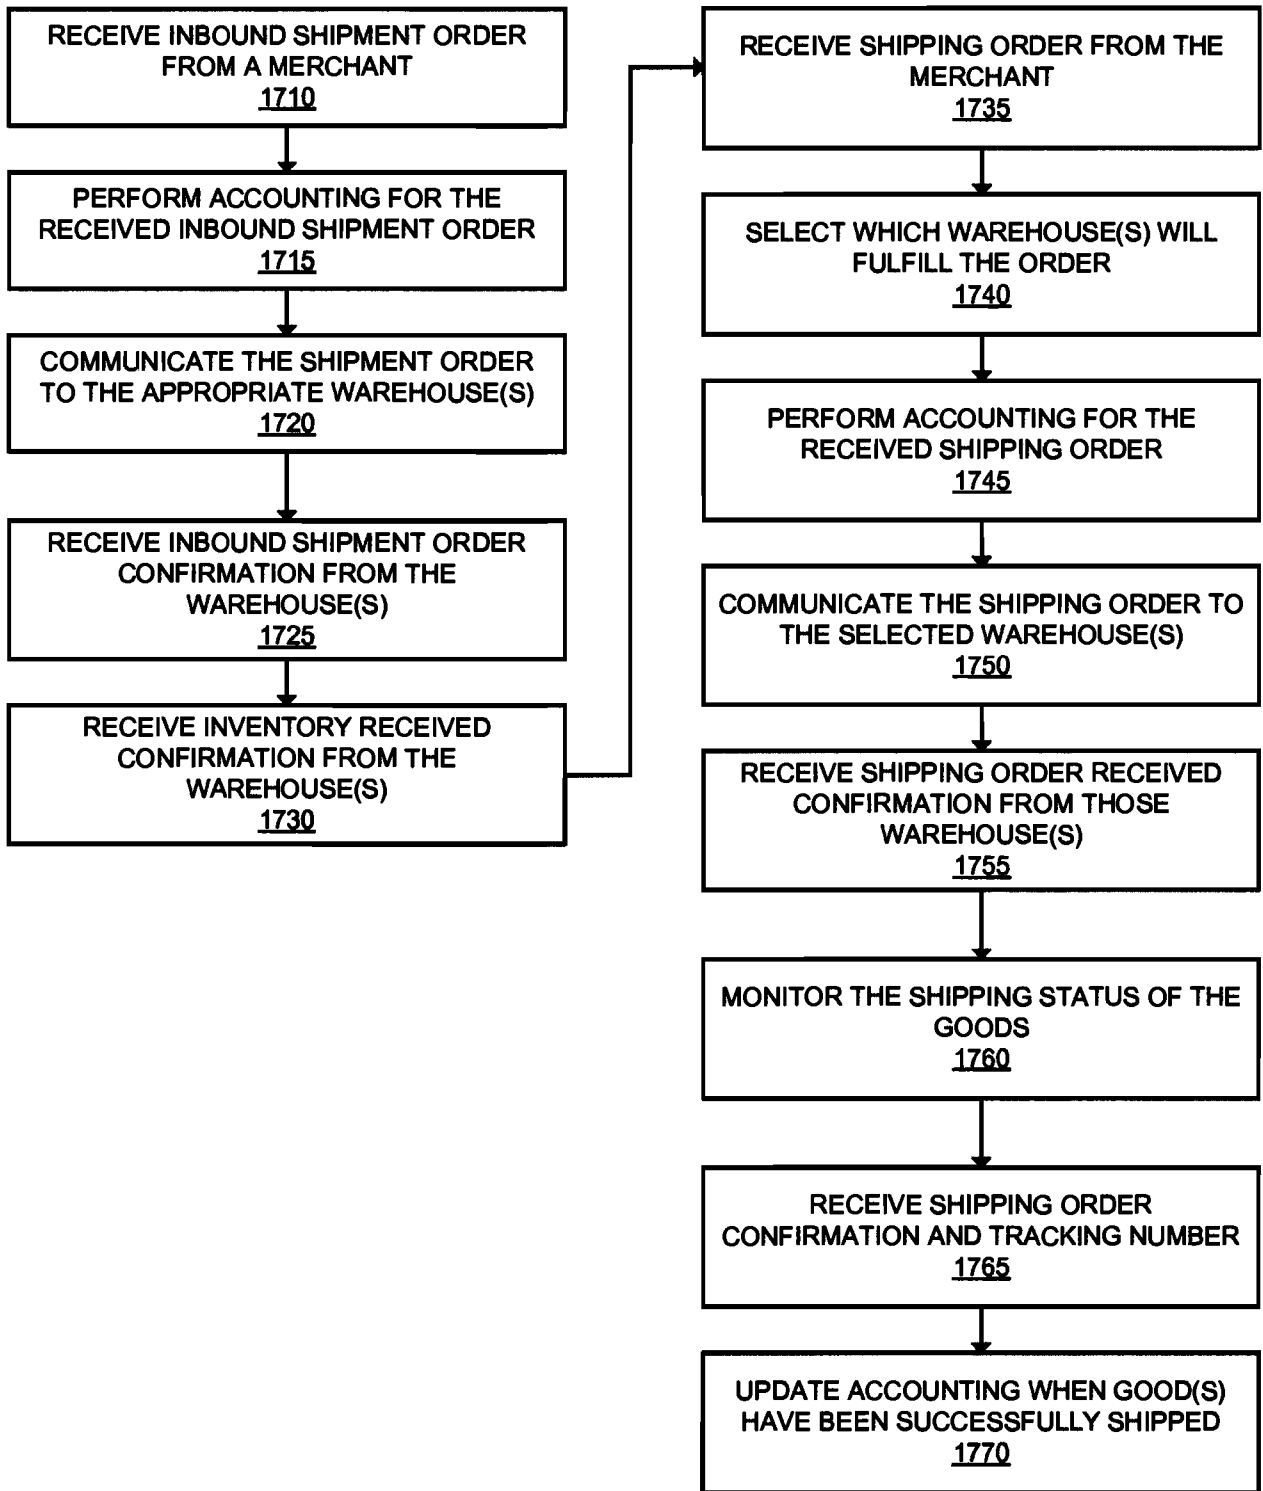 RECEIVE INBOUND SHIPMENT ORDER
FROM A MERCHANT
1710
PERFORM ACCOUNTING FOR THE
RECEIVED INBOUND SHIPMENT ORDER
1715
COMMUNICATE THE SHIPMENT ORDER
TO THE APPROPRIATE WAREHOUSE(S)
1720
RECEIVE INBOUND SHIPMENT ORDER
CONFIRMATION FROM THE
WAREHOUSE(S)
1725
RECEIVE INVENTORY RECEIVED
CONFIRMATION FROM THE
WAREHOUSE(S)
1730
RECEIVE SHIPPING ORDER FROM THE
MERCHANT
1735
SELECT WHICH WAREHOUSE(S) WILL
FULFILL THE ORDER
1740
PERFORM ACCOUNTING FOR THE
RECEIVED SHIPPING ORDER
1745
COMMUNICATE THE SHIPPING ORDER TO
THE SELECTED WAREHOUSE(S)
1750
RECEIVE SHIPPING ORDER RECEIVED
CONFIRMATION FROM THOSE
WAREHOUSE(S)
1755
MONITOR THE SHIPPING STATUS OF THE
GOODS
1760
RECEIVE SHIPPING ORDER
CONFIRMATION AND TRACKING NUMBER
1765
UPDATE ACCOUNTING WHEN GOOD(S)
HAVE BEEN SUCCESSFULLY SHIPPED
1770